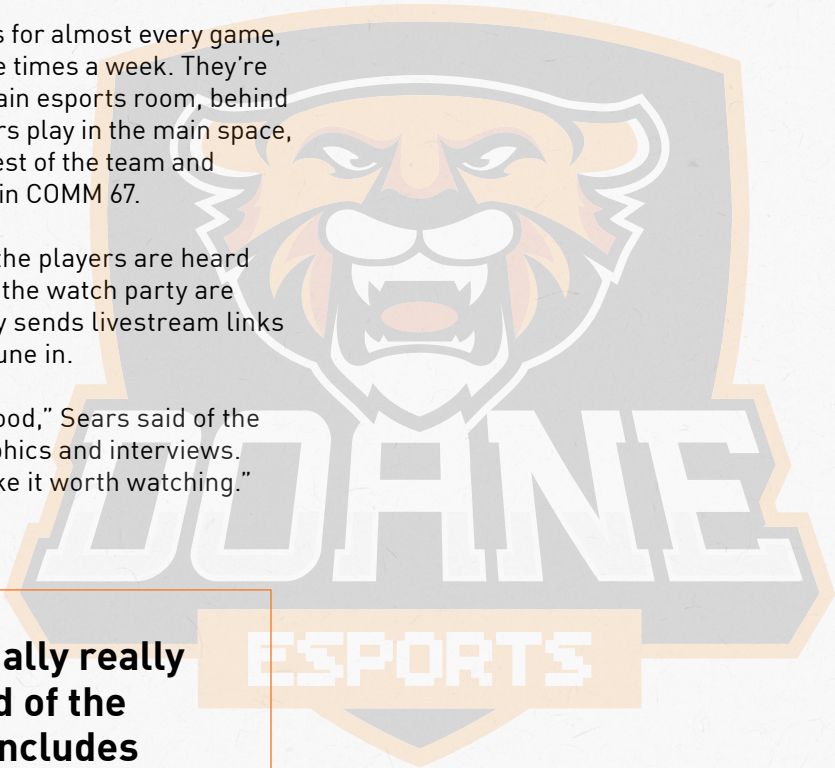 s for almost every game,
e times a week. They’re
ain esports room, behind
rs play in the main space,
est of the team and
in COMM 67.
the players are heard
the watch party are
y sends livestream links
une in.
ood,” Sears said of the
phics and interviews.
ke it worth watching.”
ally really
d of the
ncludes
DOANE
ESPORTS